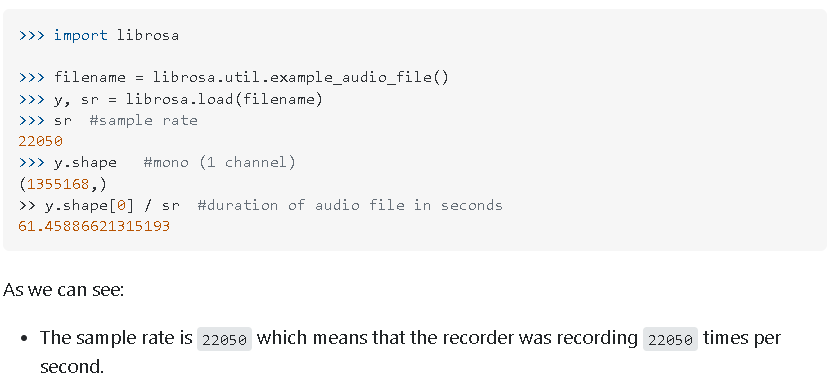 >>> import librosa
>>> filename = librosa.util.example_audio_file()
>>> y, sr = librosa.load(filename)
>>> sr  #sample rate
22050
>>> y.shape   #mono (1 channel)
(1355168,)
>> y.shape[0] / sr  #duration of audio file in seconds
61.45886621315193
As we can see:
• The sample rate is 22050 which means that the recorder was recording 22050 times per
second.